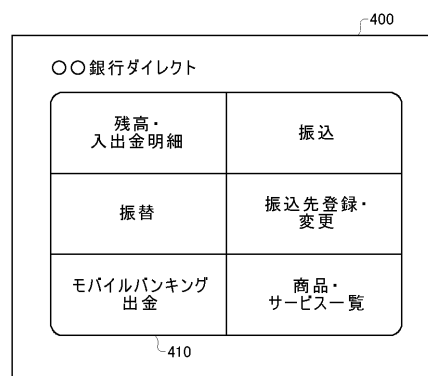 400
〇〇銀行ダイレクト
残高・
入出金明細
振込
振替
振込先登録・
変更
モバイルバンキング
出金
商品・
サービス一覧
410